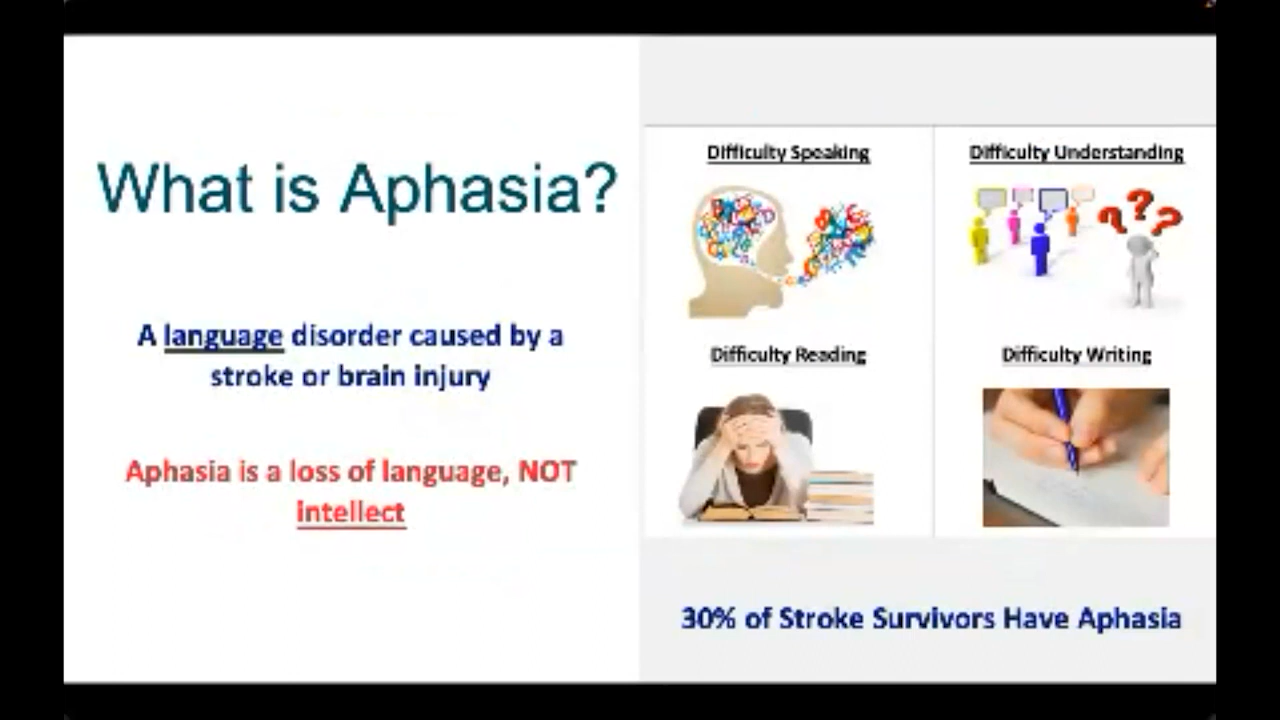 What is Aphasia?
A language disorder caused by a
stroke or brain injury
Aphasia is a loss of language, NOT
intellect
Difficulty Speaking
Difficulty Understanding
Difficulty Reading
Difficulty Writing
30% of Stroke Survivors Have Aphasia